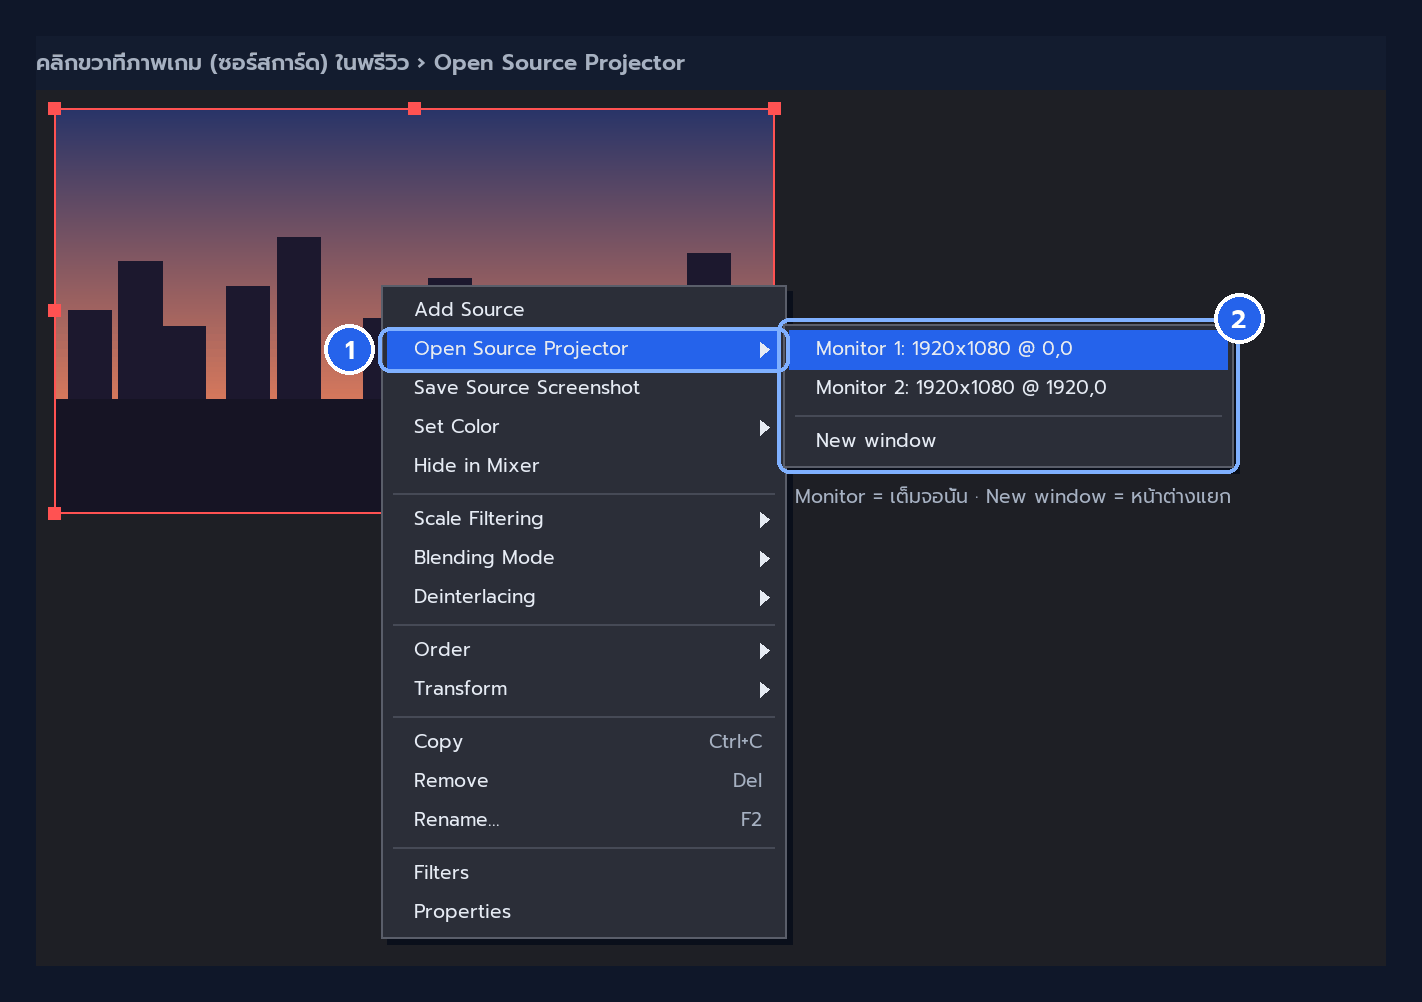 คลิกขวาที่ภาพเกม (ซอร์สการ์ด) ในพรีวิว › Open Source Projector
Add Source
1
Open Source Projector
Save Source Screenshot
Set Color
Hide in Mixer
Scale Filtering
Blending Mode
Deinterlacing
Order
Transform
Copy Ctrl+C
Remove Del
Rename... F2
Filters
Properties
2
Monitor 1: 1920x1080 @ 0,0
Monitor 2: 1920x1080 @ 1920,0
New window
Monitor = เต็มจอนั้น · New window = หน้าต่างแยก